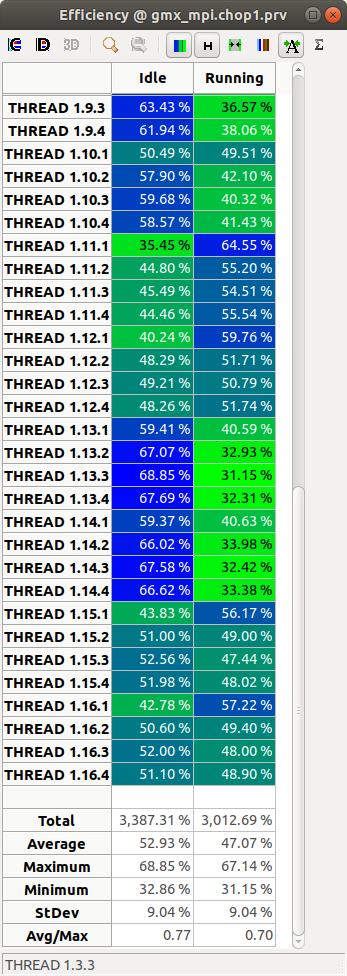 Efficiency @ gmx_mpi.chop1.prv
3D H A Σ
Idle Running
THREAD 1.9.3 63.43 % 36.57 %
THREAD 1.9.4 61.94 % 38.06 %
THREAD 1.10.1 50.49 % 49.51 %
THREAD 1.10.2 57.90 % 42.10 %
THREAD 1.10.3 59.68 % 40.32 %
THREAD 1.10.4 58.57 % 41.43 %
THREAD 1.11.1 35.45 % 64.55 %
THREAD 1.11.2 44.80 % 55.20 %
THREAD 1.11.3 45.49 % 54.51 %
THREAD 1.11.4 44.46 % 55.54 %
THREAD 1.12.1 40.24 % 59.76 %
THREAD 1.12.2 48.29 % 51.71 %
THREAD 1.12.3 49.21 % 50.79 %
THREAD 1.12.4 48.26 % 51.74 %
THREAD 1.13.1 59.41 % 40.59 %
THREAD 1.13.2 67.07 % 32.93 %
THREAD 1.13.3 68.85 % 31.15 %
THREAD 1.13.4 67.69 % 32.31 %
THREAD 1.14.1 59.37 % 40.63 %
THREAD 1.14.2 66.02 % 33.98 %
THREAD 1.14.3 67.58 % 32.42 %
THREAD 1.14.4 66.62 % 33.38 %
THREAD 1.15.1 43.83 % 56.17 %
THREAD 1.15.2 51.00 % 49.00 %
THREAD 1.15.3 52.56 % 47.44 %
THREAD 1.15.4 51.98 % 48.02 %
THREAD 1.16.1 42.78 % 57.22 %
THREAD 1.16.2 50.60 % 49.40 %
THREAD 1.16.3 52.00 % 48.00 %
THREAD 1.16.4 51.10 % 48.90 %
Total 3,387.31 % 3,012.69 %
Average 52.93 % 47.07 %
Maximum 68.85 % 67.14 %
Minimum 32.86 % 31.15 %
StDev 9.04 % 9.04 %
Avg/Max 0.77 0.70
THREAD 1.3.3